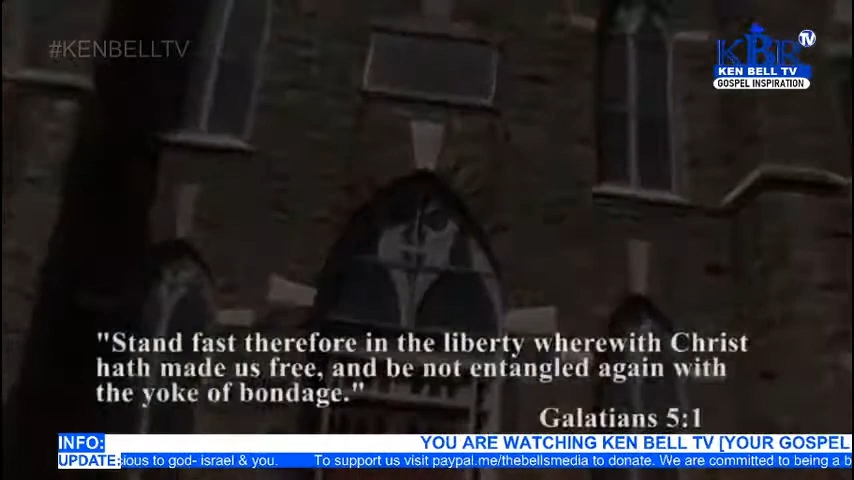 #KENBELLTV
KBR TV
KEN BELL TV
GOSPEL INSPIRATION
"Stand fast therefore in the liberty wherewith Christ
hath made us free, and be not entangled again with
the yoke of bondage."
Galatians 5:1
INFO: YOU ARE WATCHING KEN BELL TV [YOUR GOSPEL
UPDATE: ious to god- israel & you. To support us visit paypal.me/thebellsmedia to donate. We are committed to being a b